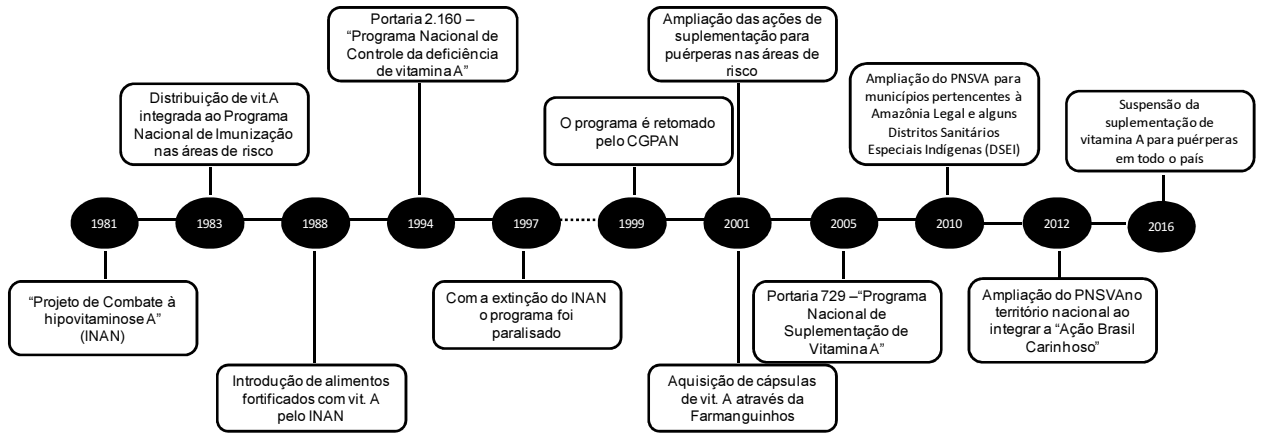 Portaria 2.160 –
“Programa Nacional de
Controle da deficiência
de vitamina A”
Ampliação das ações de
suplementação para
puérperas nas áreas de
risco
Distribuição de vit.A
integrada ao Programa
Nacional de Imunização
nas áreas de risco
O programa é retomado
pelo CGPAN
Ampliação do PNSVA para
municípios pertencentes à
Amazônia Legal e alguns
Distritos Sanitários
Especiais Indígenas (DSEI)
Suspensão da
suplementação de
vitamina A para puérperas
em todo o país
1981
1983
1988
1994
1997
1999
2001
2005
2010
2012
2016
“Projeto de Combate à
hipovitaminose A”
(INAN)
Com a extinção do INAN
o programa foi
paralisado
Portaria 729 –“Programa
Nacional de
Suplementação de
Vitamina A”
Ampliação do PNSVAno
território nacional ao
integrar a “Ação Brasil
Carinhoso”
Introdução de alimentos
fortificados com vit. A
pelo INAN
Aquisição de cápsulas
de vit. A através da
Farmanguinhos